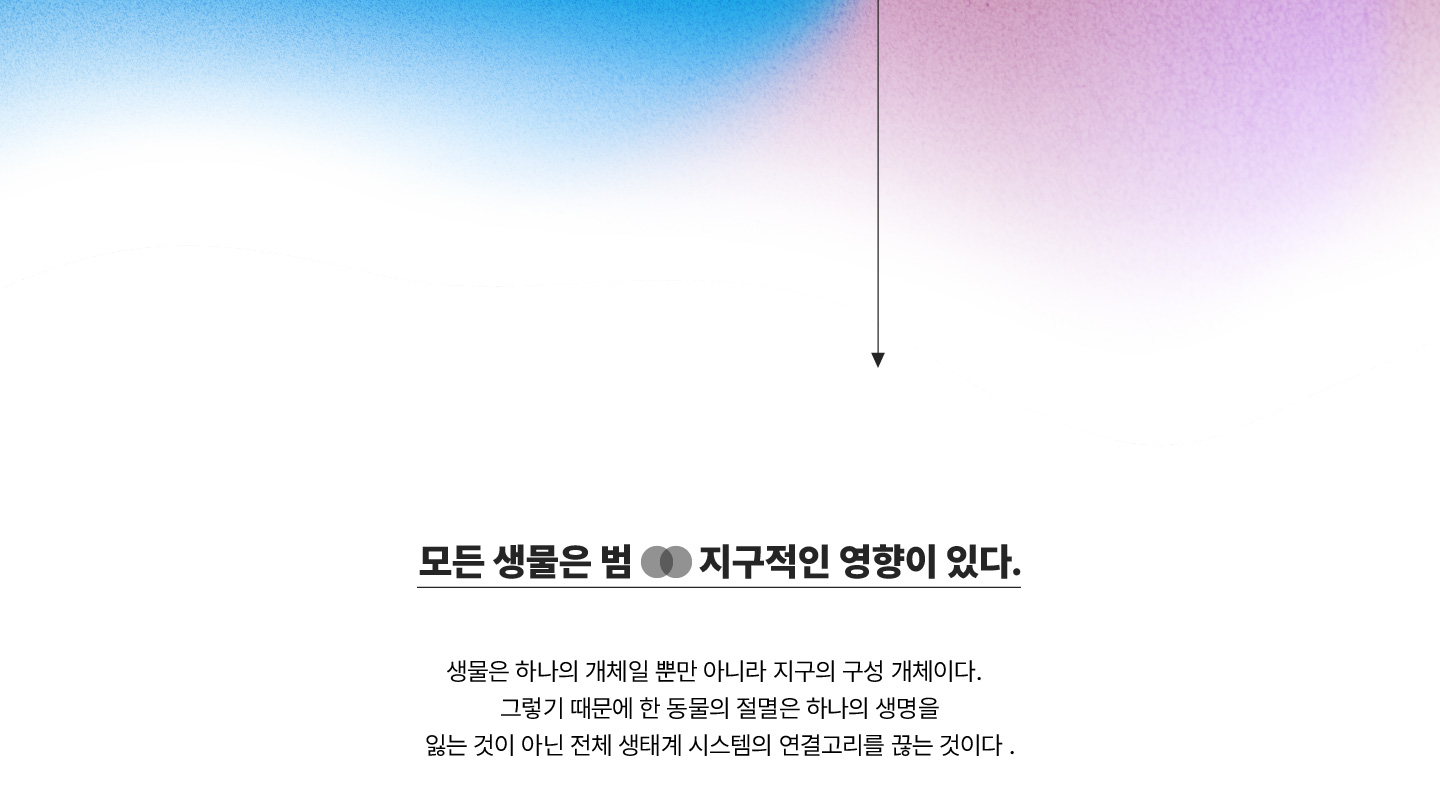 모든 생물은 범 지구적인 영향이 있다.
생물은 하나의 개체일 뿐만 아니라 지구의 구성 개체이다.
그렇기 때문에 한 동물의 절멸은 하나의 생명을
잃는 것이 아닌 전체 생태계 시스템의 연결고리를 끊는 것이다 .